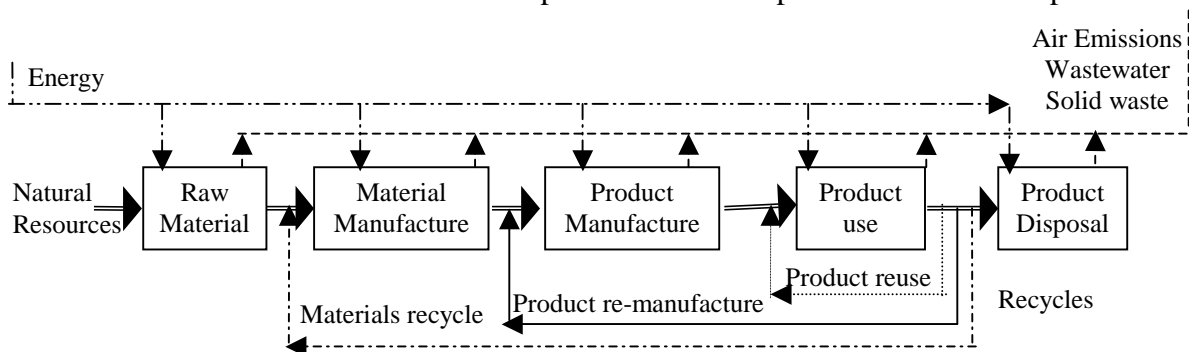 Air Emissions
Wastewater
Solid waste
Energy
Natural
Resources
Raw
Material
Material
Manufacture
Product
Manufacture
Product
use
Product
Disposal
Product reuse
Product re-manufacture
Materials recycle
Recycles